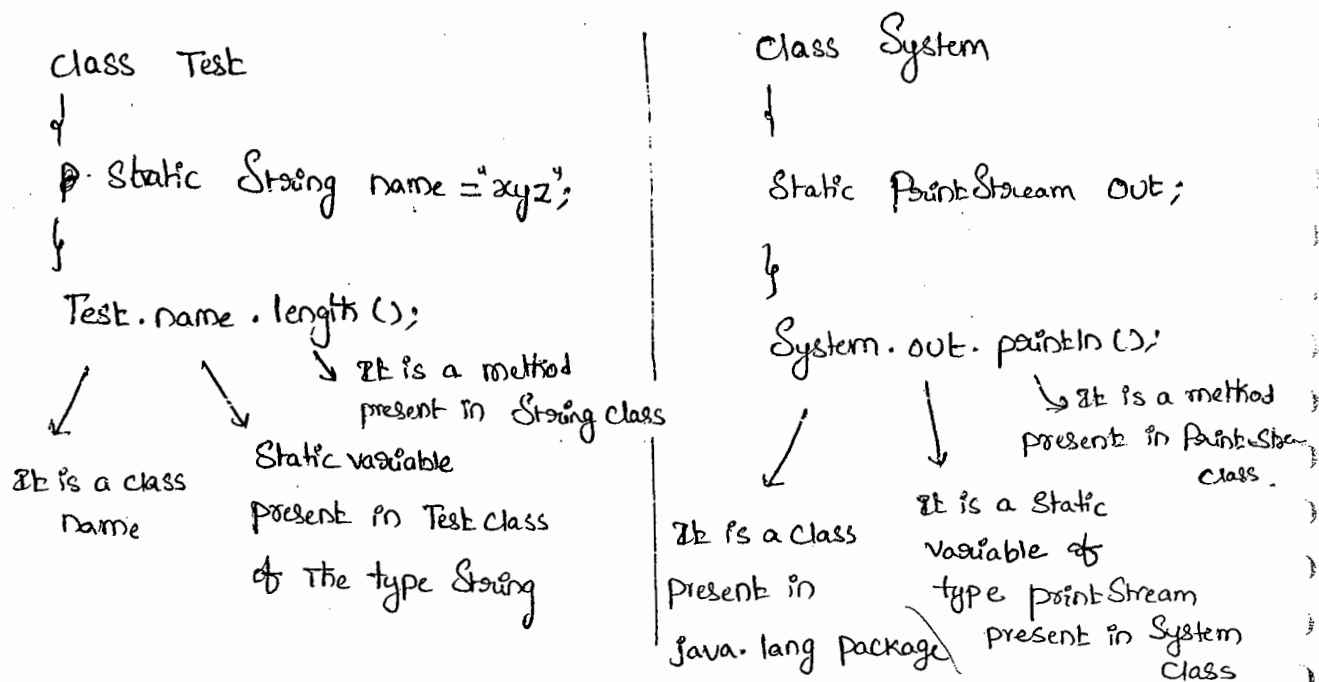 class Test
{
static String name = "xyz";
}
Test.name.length();
It is a method
present in String class
Static variable
present in Test class
of the type String
It is a class
name
class System
{
Static PrintStream out;
}
System.out.println();
It is a method
present in
class.
It is a Static
variable of
type printStream
present in System
class
It is a class
present in
java.lang package